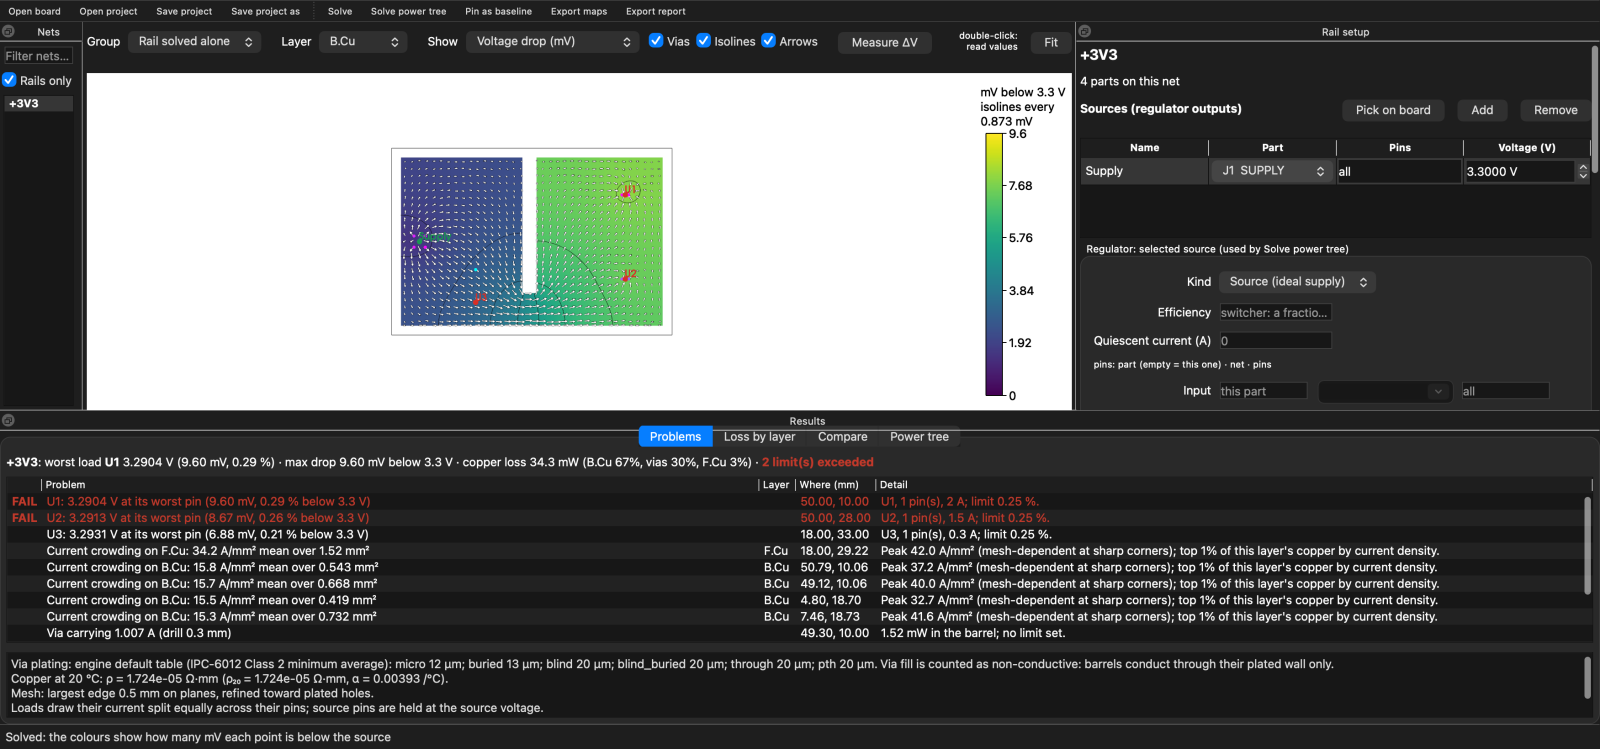 Open board Open project Save project Save project as Solve Solve power tree Pin as baseline Export maps Export report
Nets
Filter nets...
Rails only
+3V3
Group Rail solved alone Layer B.Cu Show Voltage drop (mV) Vias Isolines Arrows Measure ΔV double-click: read values Fit
mV below 3.3 V
isolines every
0.873 mV
9.6
7.68
5.76
3.84
1.92
0
U1
U2
Rail setup
+3V3
4 parts on this net
Sources (regulator outputs) Pick on board Add Remove
Name Part Pins Voltage (V)
Supply J1 SUPPLY all 3.3000 V
Regulator: selected source (used by Solve power tree)
Kind Source (ideal supply)
Efficiency switcher: a fractio...
Quiescent current (A) 0
pins: part (empty = this one) · net · pins
Input this part all
Results
Problems Loss by layer Compare Power tree
+3V3: worst load U1 3.2904 V (9.60 mV, 0.29 %) · max drop 9.60 mV below 3.3 V · copper loss 34.3 mW (B.Cu 67%, vias 30%, F.Cu 3%) · 2 limit(s) exceeded
Problem Layer Where (mm) Detail
FAIL U1: 3.2904 V at its worst pin (9.60 mV, 0.29 % below 3.3 V) 50.00, 10.00 U1, 1 pin(s), 2 A; limit 0.25 %.
FAIL U2: 3.2913 V at its worst pin (8.67 mV, 0.26 % below 3.3 V) 50.00, 28.00 U2, 1 pin(s), 1.5 A; limit 0.25 %.
U3: 3.2931 V at its worst pin (6.88 mV, 0.21 % below 3.3 V) 18.00, 33.00 U3, 1 pin(s), 0.3 A; limit 0.25 %.
Current crowding on F.Cu: 34.2 A/mm² mean over 1.52 mm² F.Cu 18.00, 29.22 Peak 42.0 A/mm² (mesh-dependent at sharp corners); top 1% of this layer's copper by current density.
Current crowding on B.Cu: 15.8 A/mm² mean over 0.543 mm² B.Cu 50.79, 10.06 Peak 37.2 A/mm² (mesh-dependent at sharp corners); top 1% of this layer's copper by current density.
Current crowding on B.Cu: 15.7 A/mm² mean over 0.668 mm² B.Cu 49.12, 10.06 Peak 40.0 A/mm² (mesh-dependent at sharp corners); top 1% of this layer's copper by current density.
Current crowding on B.Cu: 15.5 A/mm² mean over 0.419 mm² B.Cu 4.80, 18.70 Peak 32.7 A/mm² (mesh-dependent at sharp corners); top 1% of this layer's copper by current density.
Current crowding on B.Cu: 15.3 A/mm² mean over 0.732 mm² B.Cu 7.46, 18.73 Peak 41.6 A/mm² (mesh-dependent at sharp corners); top 1% of this layer's copper by current density.
Via carrying 1.007 A (drill 0.3 mm) 49.30, 10.00 1.52 mW in the barrel; no limit set.
Via plating: engine default table (IPC-6012 Class 2 minimum average): micro 12 µm; buried 13 µm; blind 20 µm; blind_buried 20 µm; through 20 µm; pth 20 µm. Via fill is counted as non-conductive: barrels conduct through their plated wall only.
Copper at 20 °C: ρ = 1.724e-05 Ω·mm (ρ₂₀ = 1.724e-05 Ω·mm, α = 0.00393 /°C).
Mesh: largest edge 0.5 mm on planes, refined toward plated holes.
Loads draw their current split equally across their pins; source pins are held at the source voltage.
Solved: the colours show how many mV each point is below the source